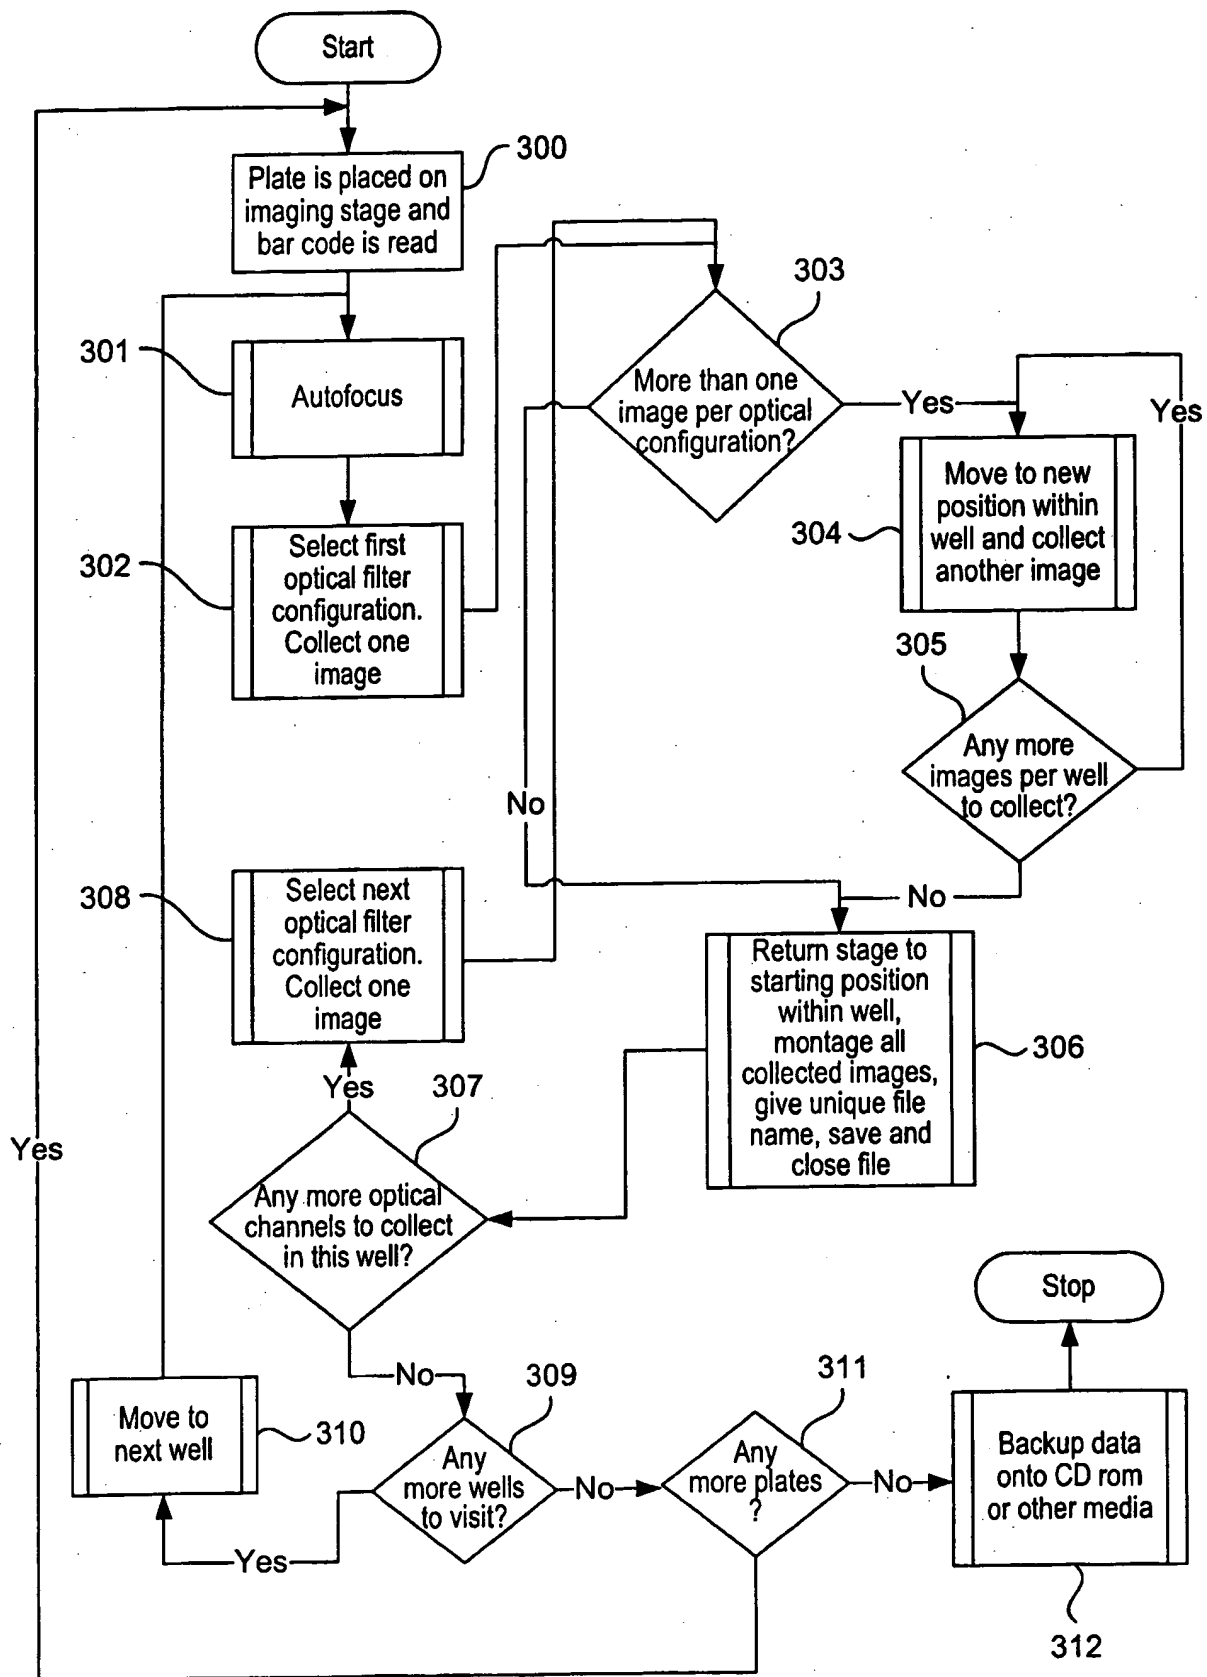 Start
300
Plate is placed on
imaging stage and
bar code is read
301
Autofocus
302
Select first
optical filter
configuration.
Collect one
image
303
More than one
image per optical
configuration?
Yes
Yes
304
Move to new
position within
well and collect
another image
305
Any more
images per well
to collect?
No
No
308
Select next
optical filter
configuration.
Collect one
image
Return stage to
starting position
within well,
montage all
collected images,
give unique file
name, save and
close file
306
Yes
307
Yes
Any more optical
channels to collect
in this well?
Stop
No
309
311
Move to
next well
310
Any
more wells
to visit?
No
Any
more plates
?
No
Backup data
onto CD rom
or other media
Yes
312